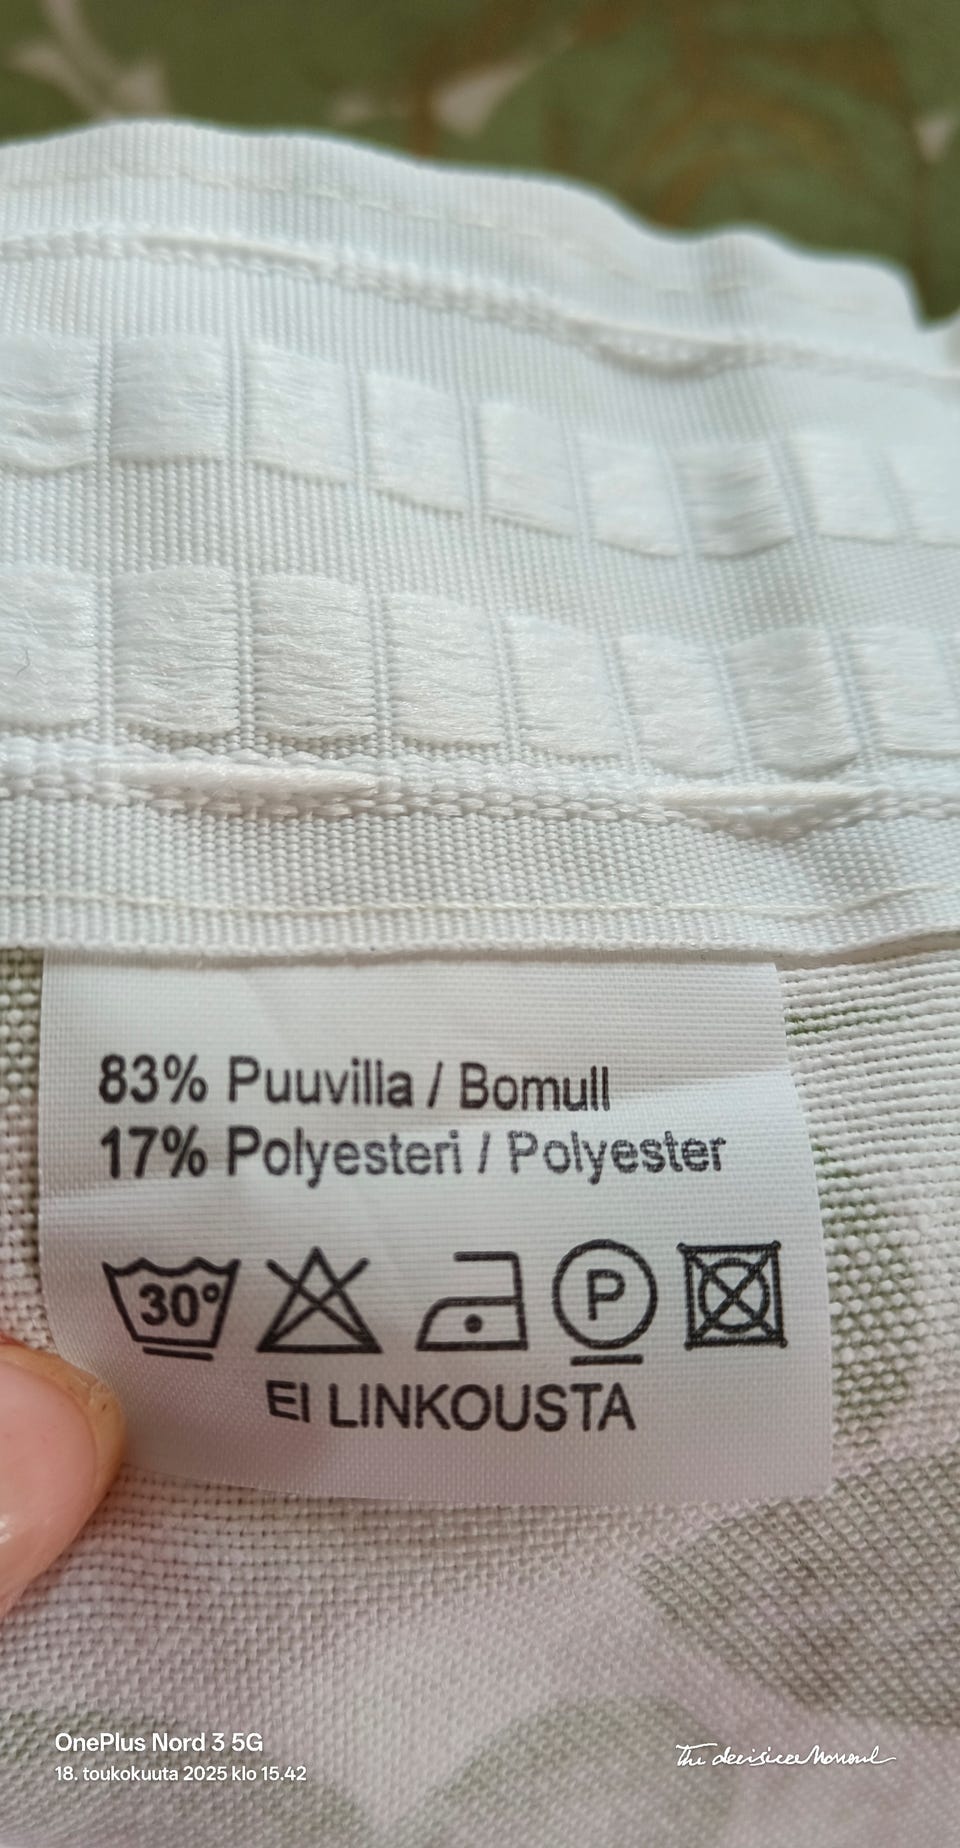 83% Puuvilla / Bomull
17% Polyesteri / Polyester
30° P
EI LINKOUSTA
OnePlus Nord 3 5G
18. toukokuuta 2025 klo 15.42